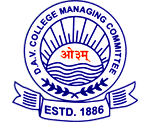 D.A.V. COLLEGE MANAGING COMMITTEE
ओ३म्
ESTD. 1886